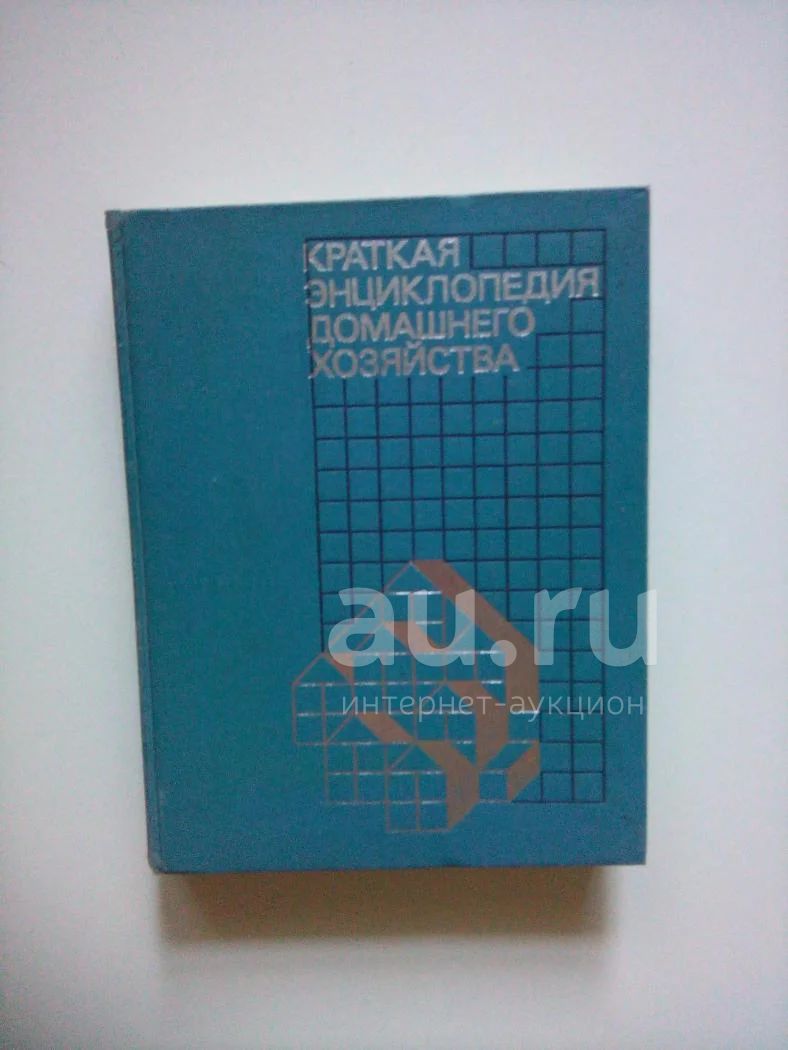 КРАТКАЯ
ЭНЦИКЛОПЕДИЯ
ДОМАШНЕГО
ХОЗЯЙСТВА
au.ru
интернет-аукцион